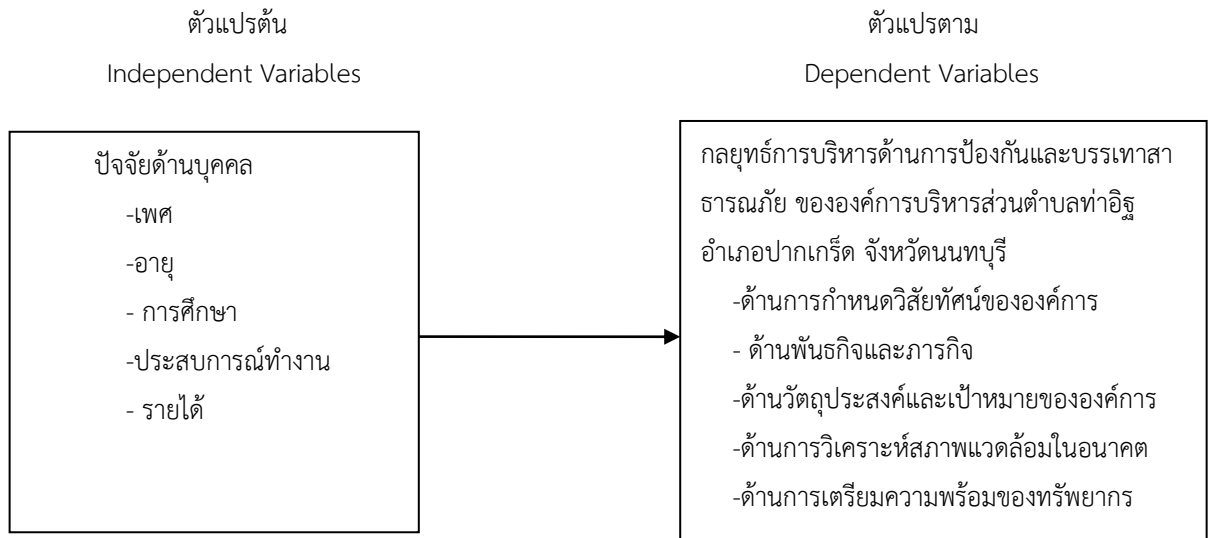 ตัวแปรต้น
Independent Variables
ปัจจัยด้านบุคคล
-เพศ
-อายุ
- การศึกษา
-ประสบการณ์ทำงาน
- รายได้
ตัวแปรตาม
Dependent Variables
กลยุทธ์การบริหารด้านการป้องกันและบรรเทาสา
ธารณภัย ขององค์การบริหารส่วนตำบลท่าอิฐ
อำเภอปากเกร็ด จังหวัดนนทบุรี
-ด้านการกำหนดวิสัยทัศน์ขององค์การ
- ด้านพันธกิจและภารกิจ
-ด้านวัตถุประสงค์และเป้าหมายขององค์การ
-ด้านการวิเคราะห์สภาพแวดล้อมในอนาคต
-ด้านการเตรียมความพร้อมของทรัพยากร